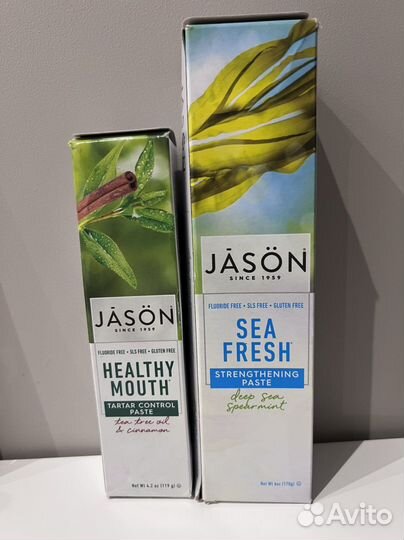 JĀSÖN
SINCE 1959
FLUORIDE FREE • SLS FREE • GLUTEN FREE
HEALTHY
MOUTH
TARTAR CONTROL
PASTE
tea tree oil
& cinnamon
Net Wt 4.2 oz (119 g)
JĀSÖN
SINCE 1959
FLUORIDE FREE • SLS FREE • GLUTEN FREE
SEA
FRESH
STRENGTHENING
PASTE
deep sea
spearmint
Net Wt 6oz (170g)
Avito